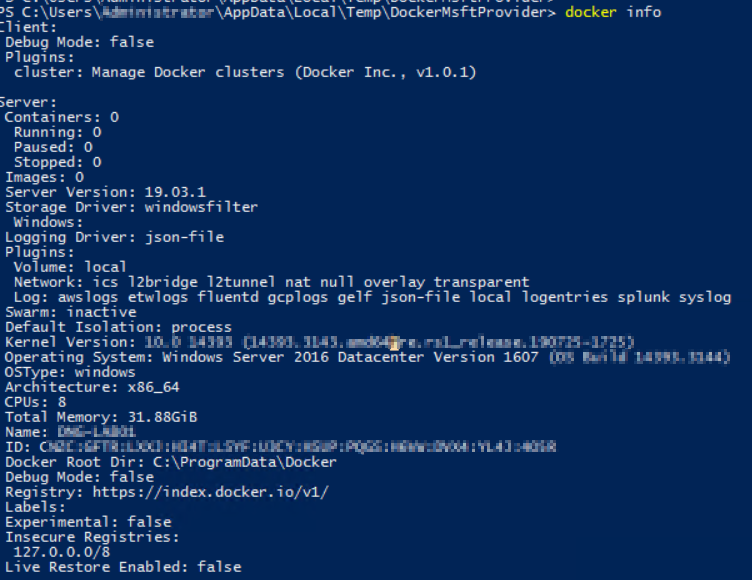 PS C:\Users\Administrator\AppData\Local\Temp\DockerMsftProvider> docker info
Client:
Debug Mode: false
Plugins:
cluster: Manage Docker clusters (Docker Inc., v1.0.1)
Server:
Containers: 0
Running: 0
Paused: 0
Stopped: 0
Images: 0
Server Version: 19.03.1
Storage Driver: windowsfilter
Windows:
Logging Driver: json-file
Plugins:
Volume: local
Network: ics l2bridge l2tunnel nat null overlay transparent
Log: awslogs etwlogs fluentd gcplogs gelf json-file local logentries splunk syslog
Swarm: inactive
Default Isolation: process
Kernel Version: 10.0 14393
Operating System: Windows Server 2016 Datacenter Version 1607
OSType: windows
Architecture: x86_64
CPUs: 8
Total Memory: 31.88GiB
Name:
ID:
Docker Root Dir: C:\ProgramData\Docker
Debug Mode: false
Registry: https://index.docker.io/v1/
Labels:
Experimental: false
Insecure Registries:
127.0.0.0/8
Live Restore Enabled: false